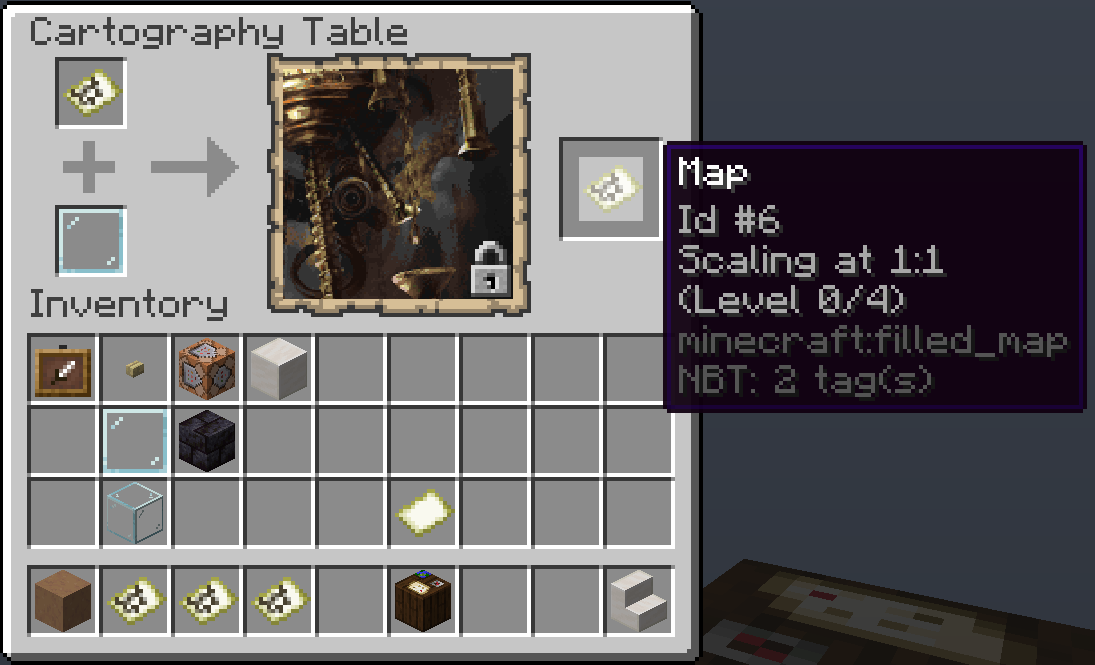 Cartography Table
Map
Id #6
Scaling at 1:1
(Level 0/4)
minecraft:filled_map
NBT: 2 tag(s)
Inventory